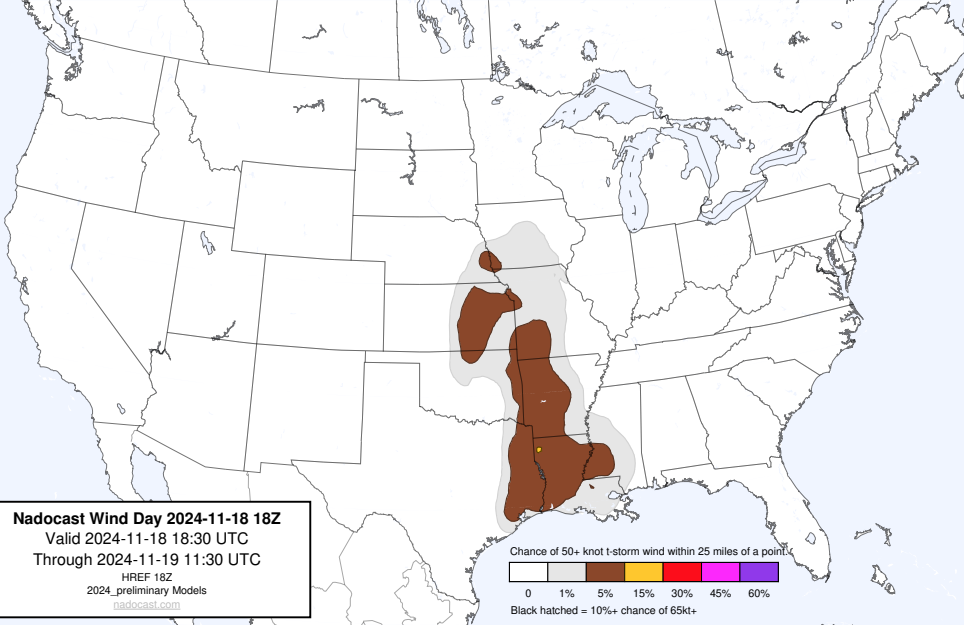 Nadocast Wind Day 2024-11-18 18Z
Valid 2024-11-18 18:30 UTC
Through 2024-11-19 11:30 UTC
HREF 18Z
2024_preliminary Models
nadocast.com
Chance of 50+ knot t-storm wind within 25 miles of a point.
0 1% 5% 15% 30% 45% 60%
Black hatched = 10%+ chance of 65kt+